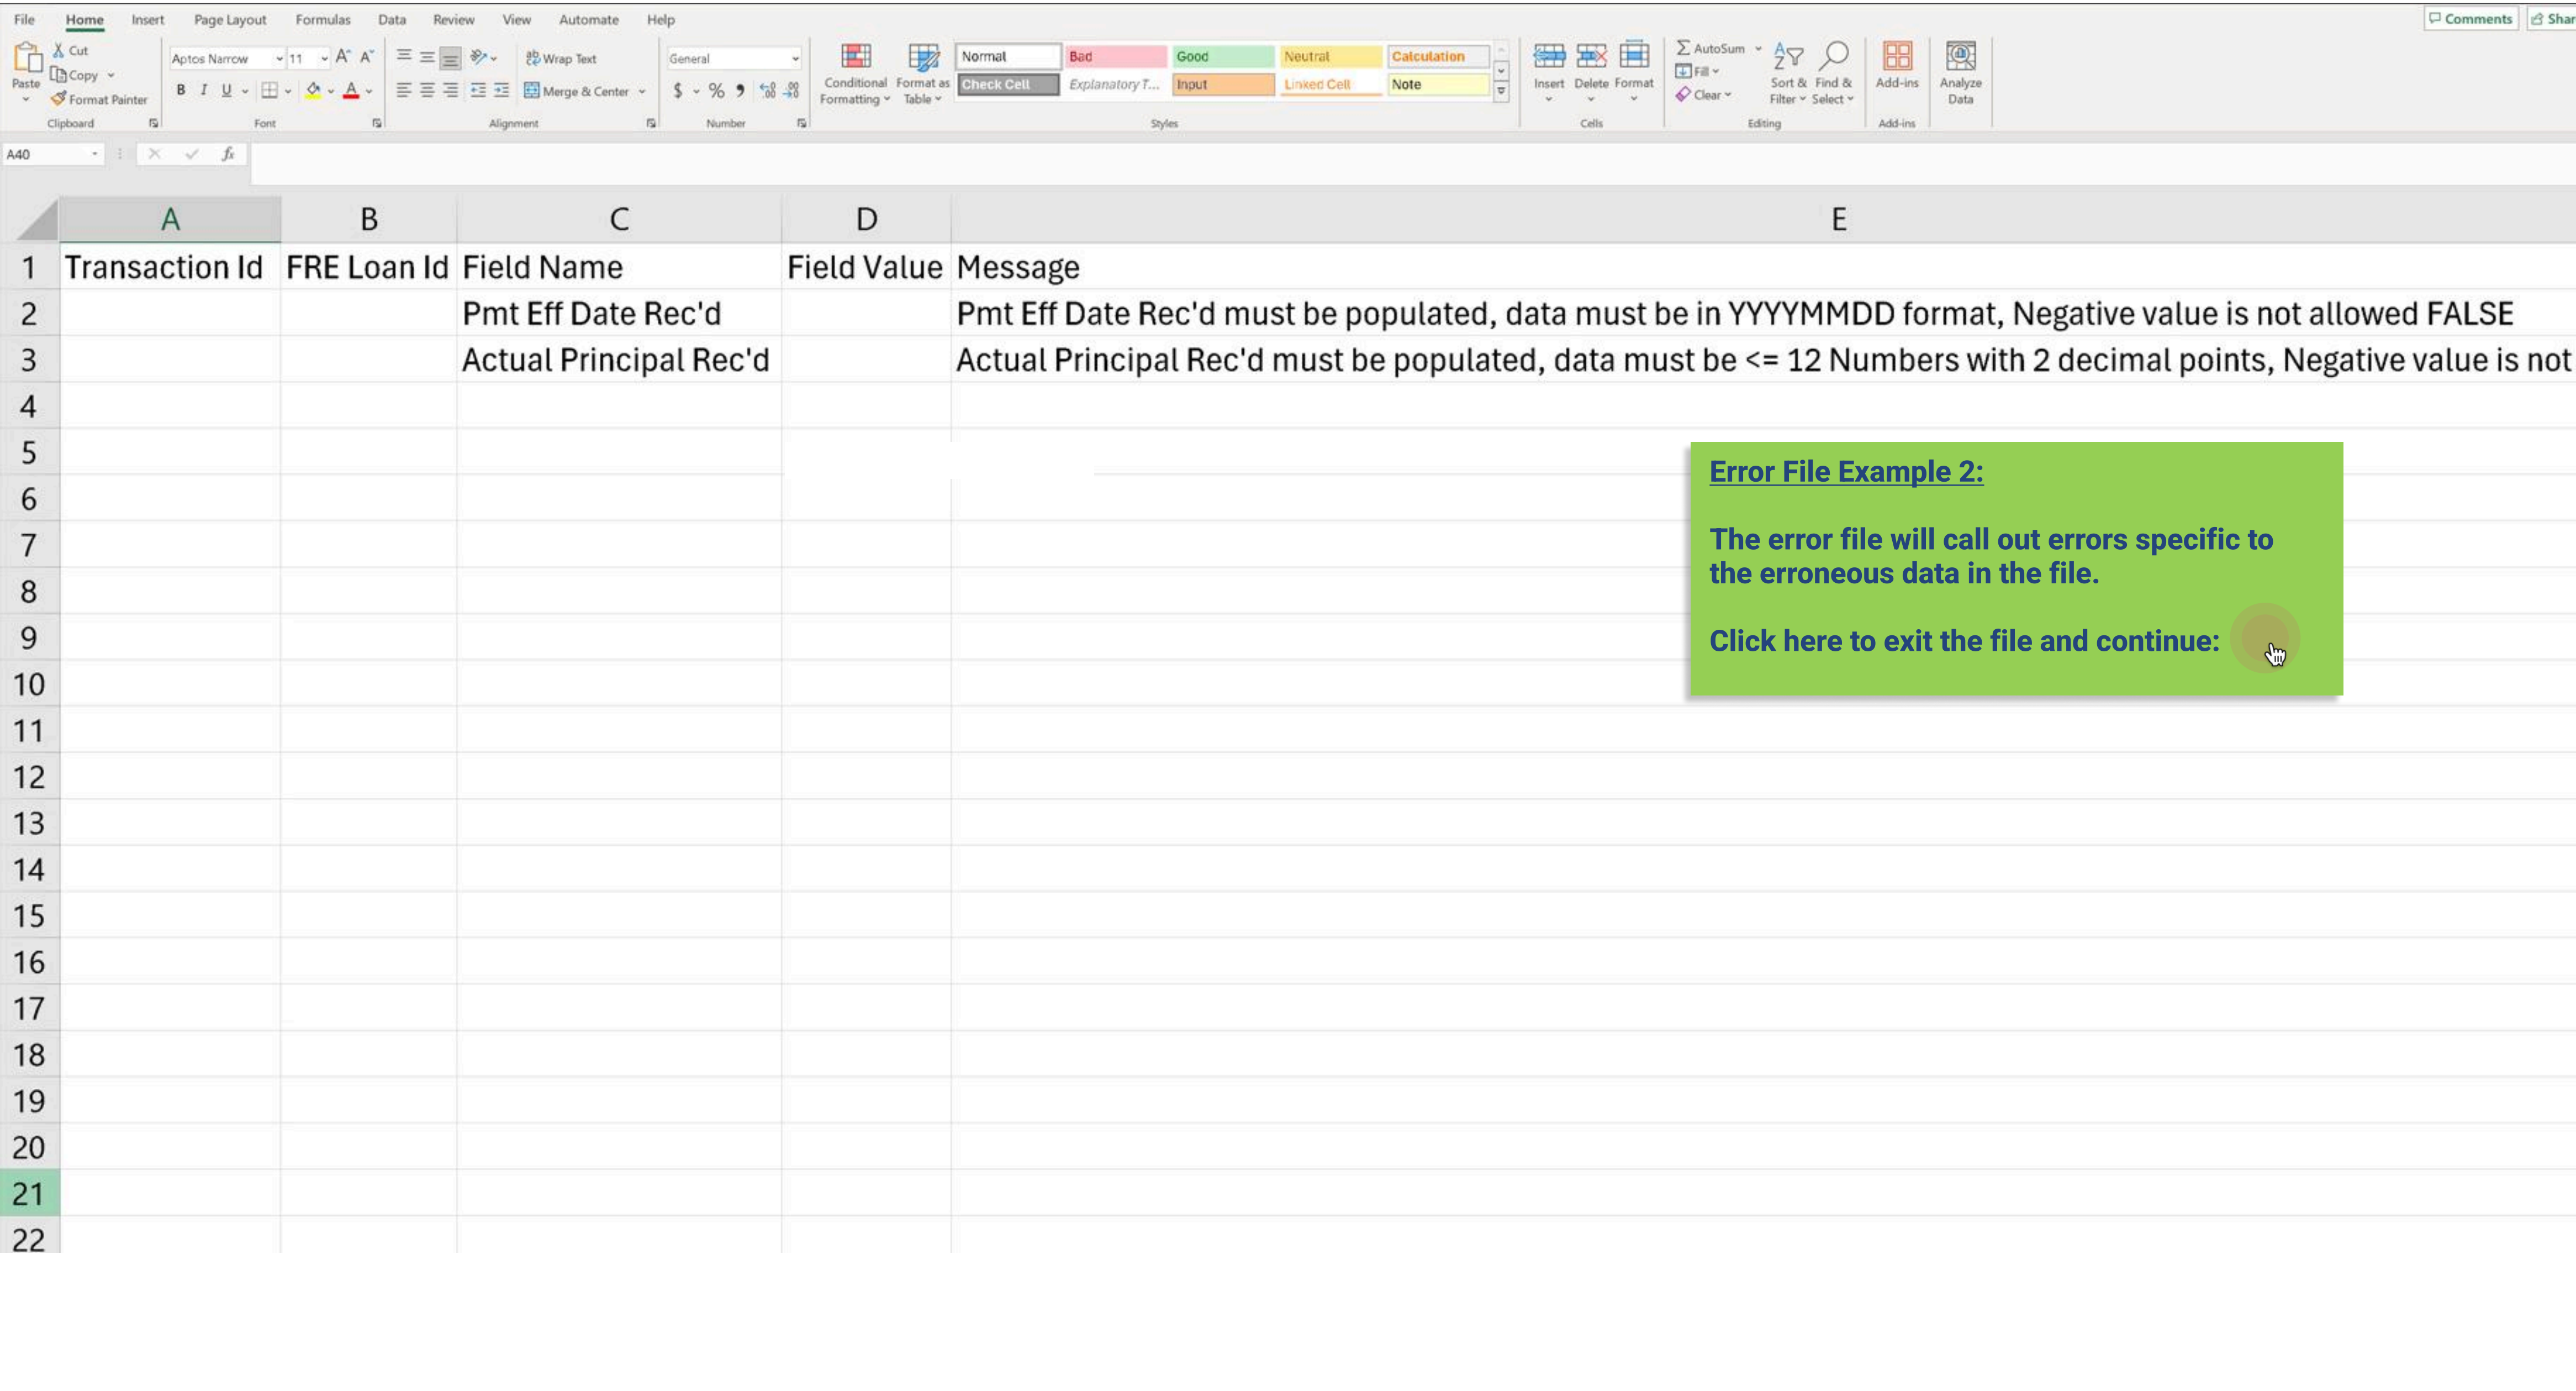 File Home Insert Page Layout Formulas Data Review View Automate Help Comments Shar
Cut
Copy
Format Painter
Paste
Clipboard
Aptos Narrow 11 A^ A˅
B I U A
Font
Wrap Text
Merge & Center
Alignment
General
$ % 9
Number
Conditional Formatting
Format as Table
Normal Bad Good Neutral Calculation
Check Cell Explanatory T... Input Linked Cell Note
Styles
Insert Delete Format
Cells
AutoSum
Fill
Clear
Sort & Filter
Find & Select
Editing
Add-ins
Add-ins
Analyze Data
A40 fx
A B C D E
1 Transaction Id FRE Loan Id Field Name Field Value Message
2 Pmt Eff Date Rec'd Pmt Eff Date Rec'd must be populated, data must be in YYYYMMDD format, Negative value is not allowed FALSE
3 Actual Principal Rec'd Actual Principal Rec'd must be populated, data must be <= 12 Numbers with 2 decimal points, Negative value is not
4
5
6
7
8
9
10
11
12
13
14
15
16
17
18
19
20
21
22
Error File Example 2:
The error file will call out errors specific to
the erroneous data in the file.
Click here to exit the file and continue: